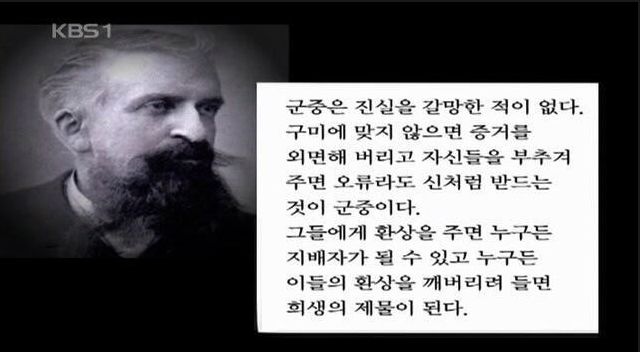 KBS1
군중은 진실을 갈망한 적이 없다.
구미에 맞지 않으면 증거를
외면해 버리고 자신들을 부추겨
주면 오류라도 신처럼 받드는
것이 군중이다.
그들에게 환상을 주면 누구든
지배자가 될 수 있고 누구든
이들의 환상을 깨버리려 들면
희생의 제물이 된다.